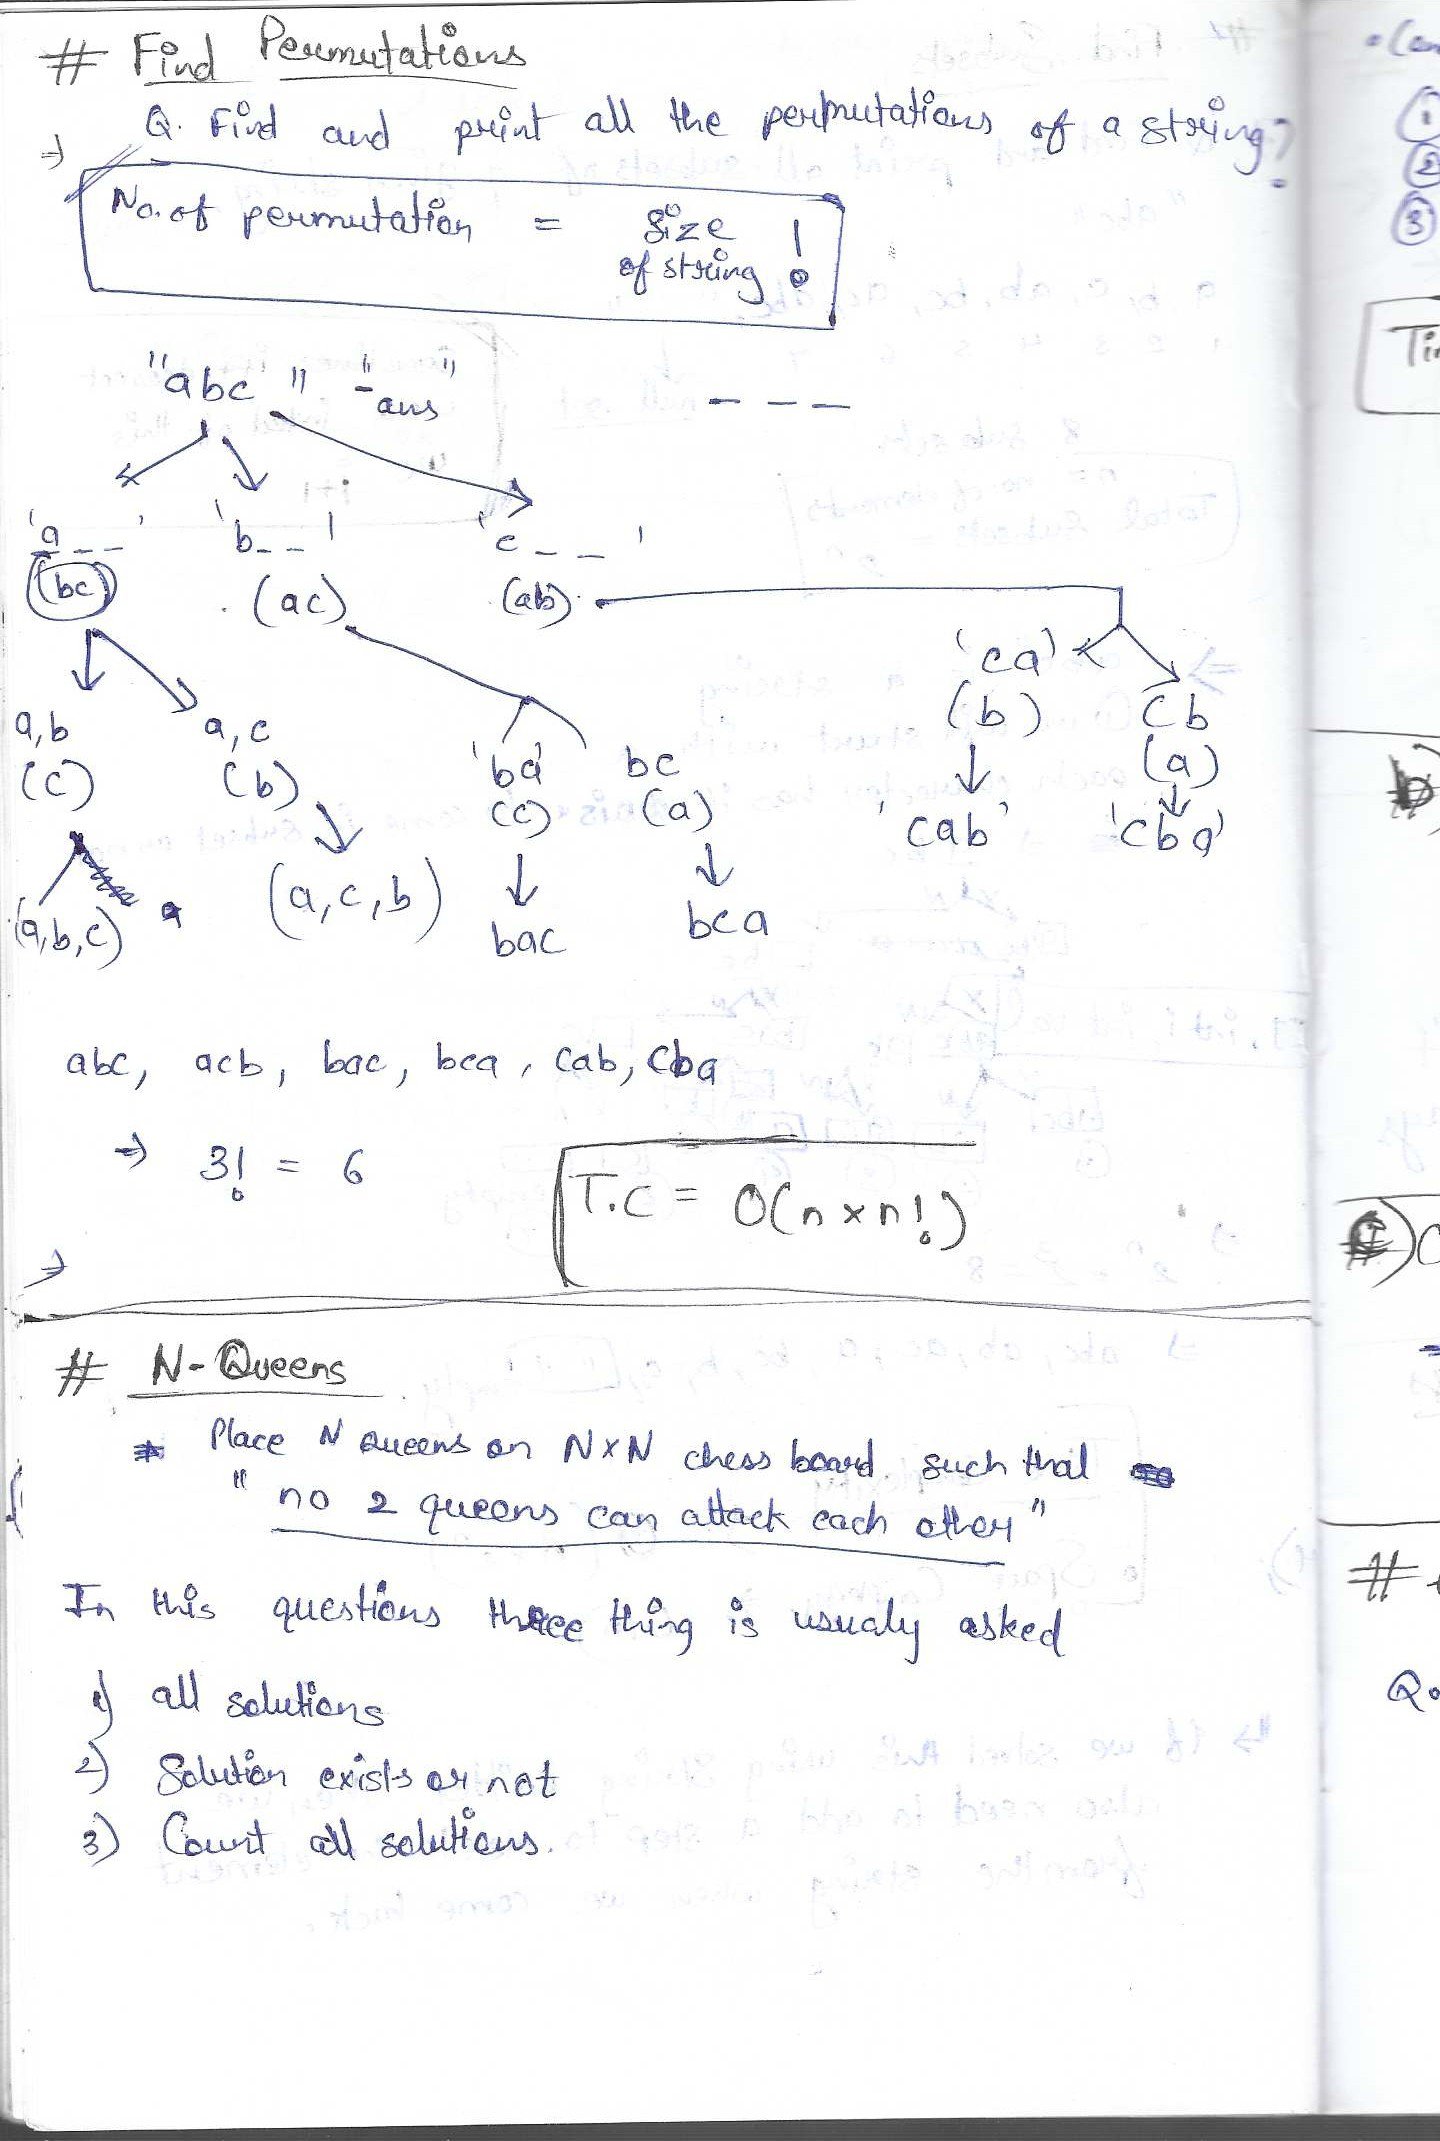 # Find Permutations
⇒ Q. Find and print all the permutations of a string?
No. of permutation = Size of string !
"abc" "-ans" _ _ _
'a _ _' 'b _ _' 'c _ _'
(bc) (ac) (ab)
'ca' cb
(b) (a)
a,b a,c 'ba' bc
(c) (b) (c) (a)
'cab' 'cba'
(a,b,c) (a,c,b) bac bca
abc, acb, bac, bca, cab, cba
⇒ 3! = 6
T.C = O(n×n!)
⇒
# N-Queens
* Place N Queens on N×N chess board such that
"no 2 queens can attack each other"
In this questions three thing is usualy asked
1) all solutions
2) Solution exists or not
3) Count all solutions.
①
②
③
#
Q.